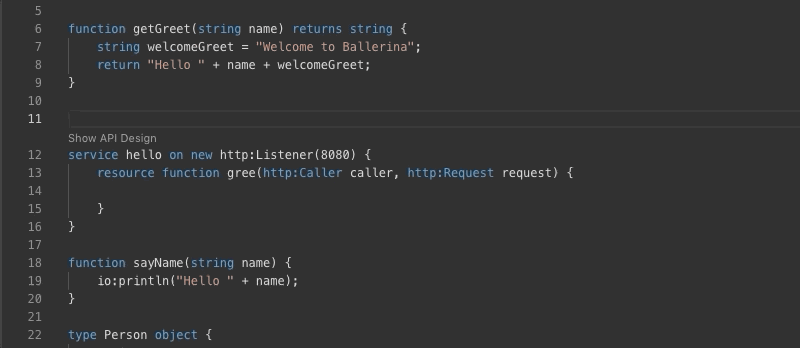 5
6 function getGreet(string name) returns string {
7     string welcomeGreet = "Welcome to Ballerina";
8     return "Hello " + name + welcomeGreet;
9 }
10
11
Show API Design
12 service hello on new http:Listener(8080) {
13     resource function gree(http:Caller caller, http:Request request) {
14
15     }
16 }
17
18 function sayName(string name) {
19     io:println("Hello " + name);
20 }
21
22 type Person object {